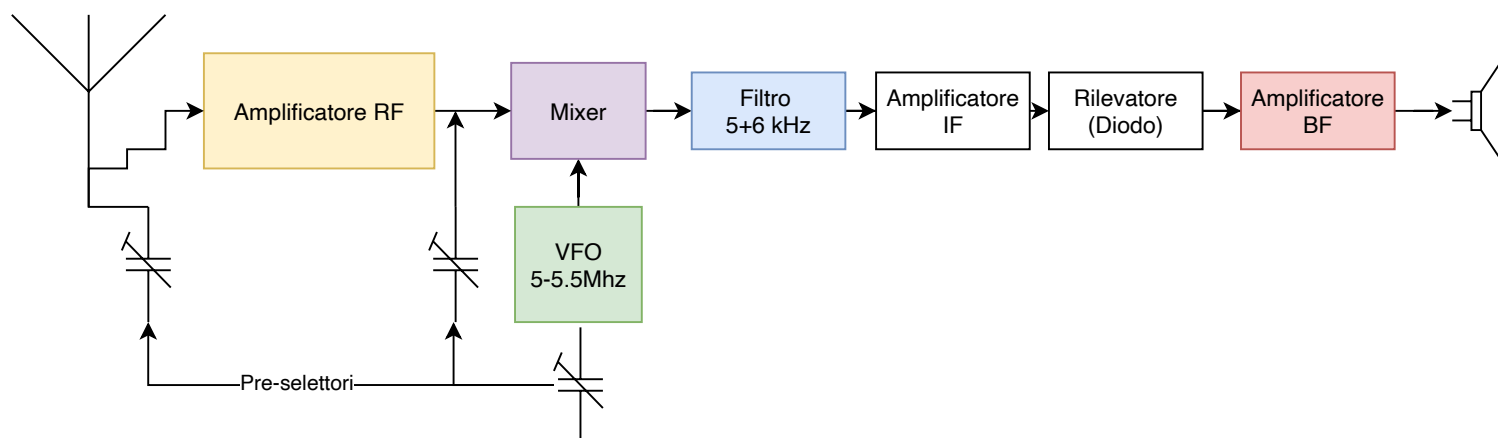 Amplificatore RF
Mixer
Filtro
5+6 kHz
Amplificatore
IF
Rilevatore
(Diodo)
Amplificatore
BF
VFO
5-5.5Mhz
Pre-selettori